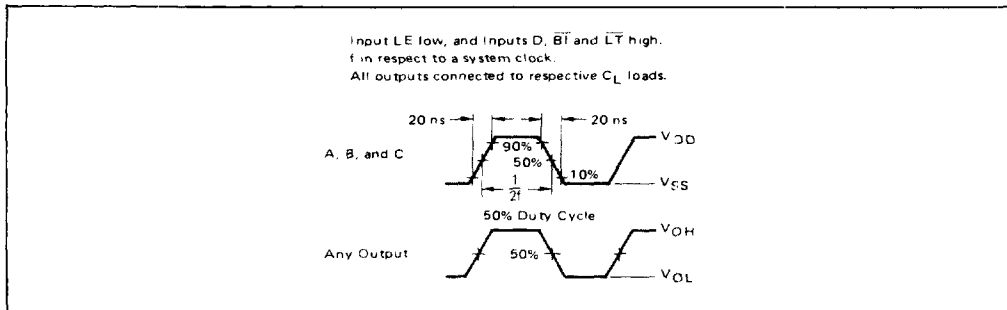 Input LE low, and Inputs D, B̅I̅ and L̅T̅ high.
f in respect to a system clock.
All outputs connected to respective CL loads.
20 ns 20 ns
A, B, and C
90%
50%
10%
1
2f
VDD
VSS
50% Duty Cycle
Any Output
50%
VOH
VOL